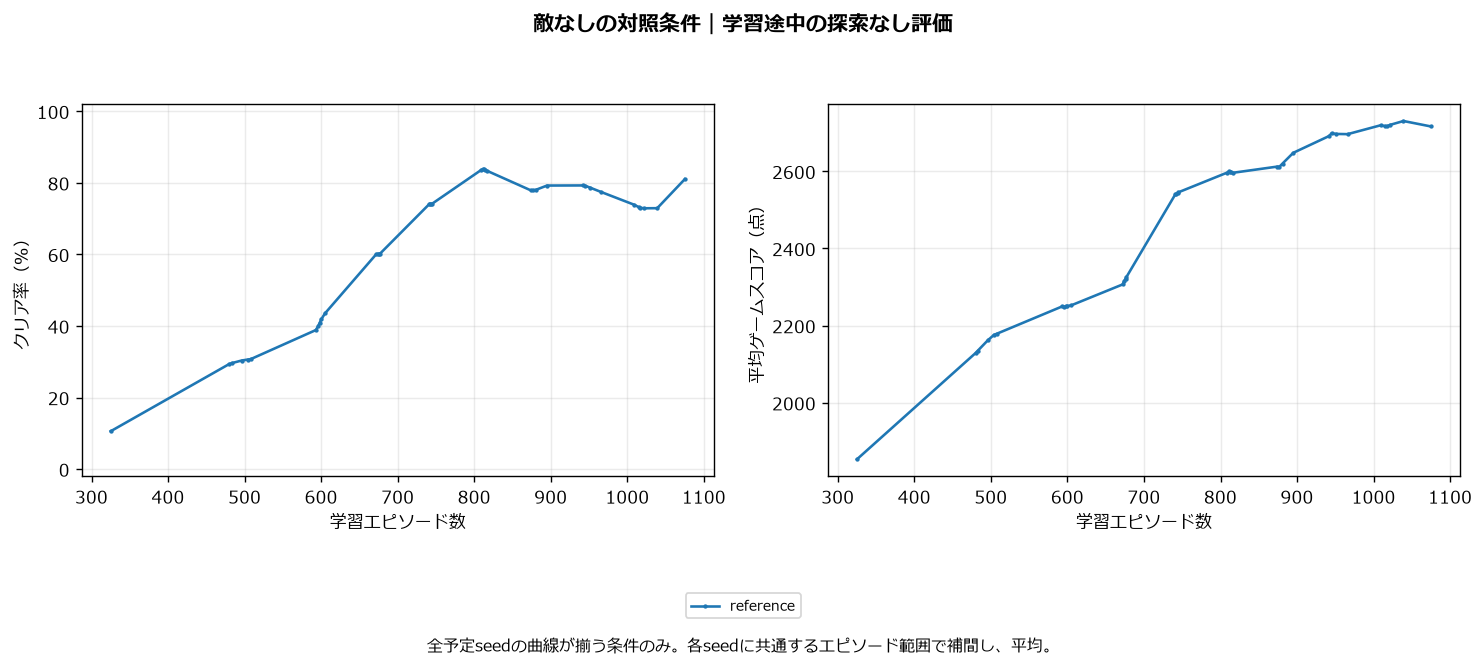 敵なしの対照条件｜学習途中の探索なし評価
クリア率（%）
100
80
60
40
20
0
300 400 500 600 700 800 900 1000 1100
学習エピソード数
平均ゲームスコア（点）
2600
2400
2200
2000
300 400 500 600 700 800 900 1000 1100
学習エピソード数
reference
全予定seedの曲線が揃う条件のみ。各seedに共通するエピソード範囲で補間し、平均。